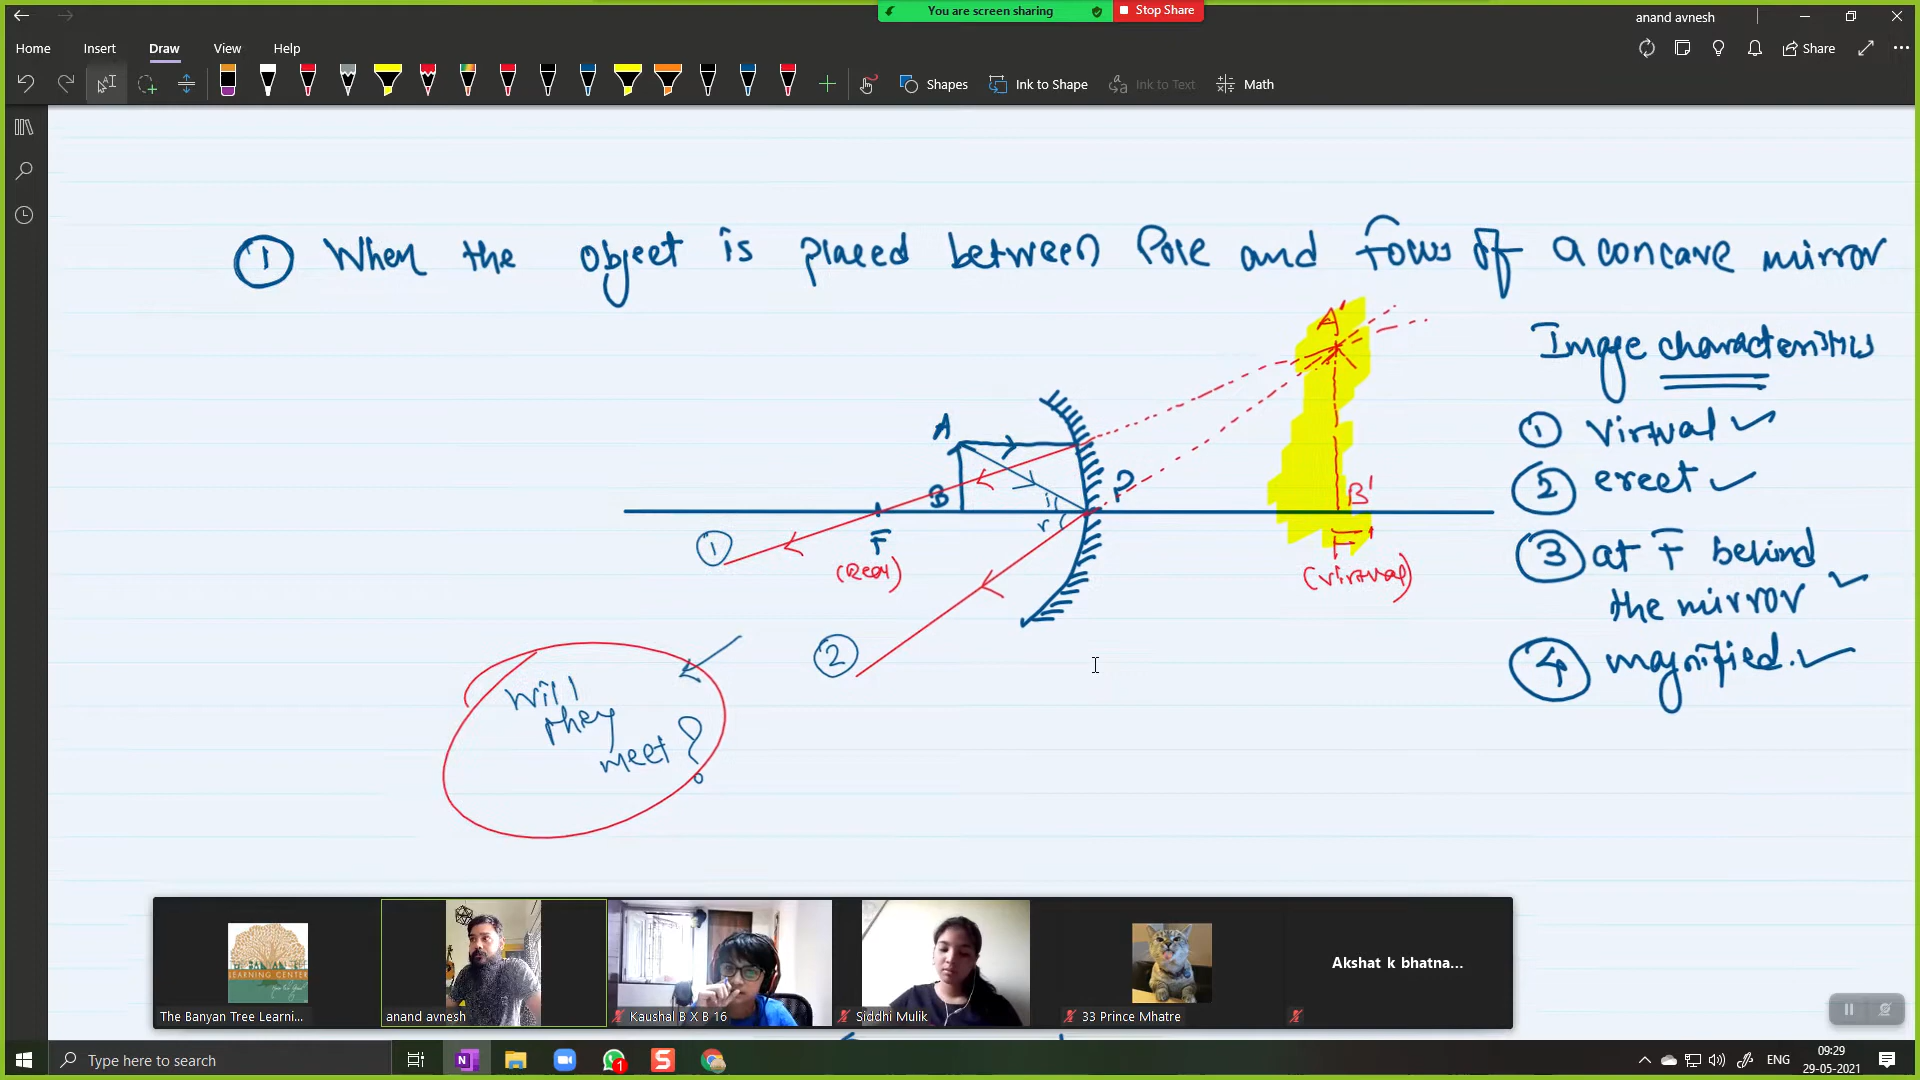 You are screen sharing
Stop Share
anand avnesh
Home Insert Draw View Help
Share
Shapes Ink to Shape Ink to Text Math
① When the object is placed between Pole and focus of a concave mirror
A'
Image characteristics
A
① virtual ✓
P
② erect ✓
B
i
B'
r
F
F'
① 
(Real)
(virtual)
③ at F behind
the mirror ✓
②
④ magnified. ✓
Will
they
meet?
The Banyan Tree Learni...
anand avnesh
Kaushal B X B 16
Siddhi Mulik
33 Prince Mhatre
Akshat k bhatna...
Type here to search
ENG
09:29
29-05-2021